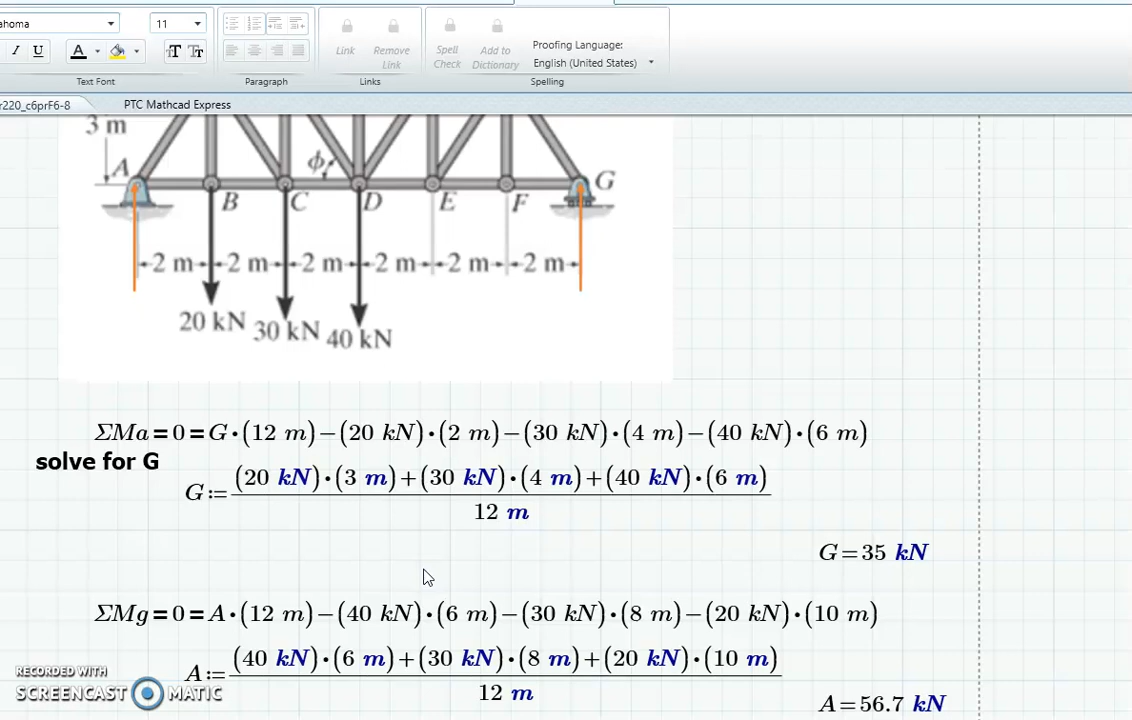 ahoma 11
I U A
Link Remove Link
Spell Check Add to Dictionary
Proofing Language:
English (United States)
Text Font Paragraph Links Spelling
r220_c6prF6-8 PTC Mathcad Express
3 m
A ϕ G
B C D E F
2 m 2 m 2 m 2 m 2 m 2 m
20 kN 30 kN 40 kN
ΣMa=0=G·(12 m)−(20 kN)·(2 m)−(30 kN)·(4 m)−(40 kN)·(6 m)
solve for G
(20 kN)·(3 m)+(30 kN)·(4 m)+(40 kN)·(6 m)
G:=
12 m
G=35 kN
ΣMg=0=A·(12 m)−(40 kN)·(6 m)−(30 kN)·(8 m)−(20 kN)·(10 m)
(40 kN)·(6 m)+(30 kN)·(8 m)+(20 kN)·(10 m)
A:=
12 m
A=56.7 kN
RECORDED WITH
SCREENCAST MATIC